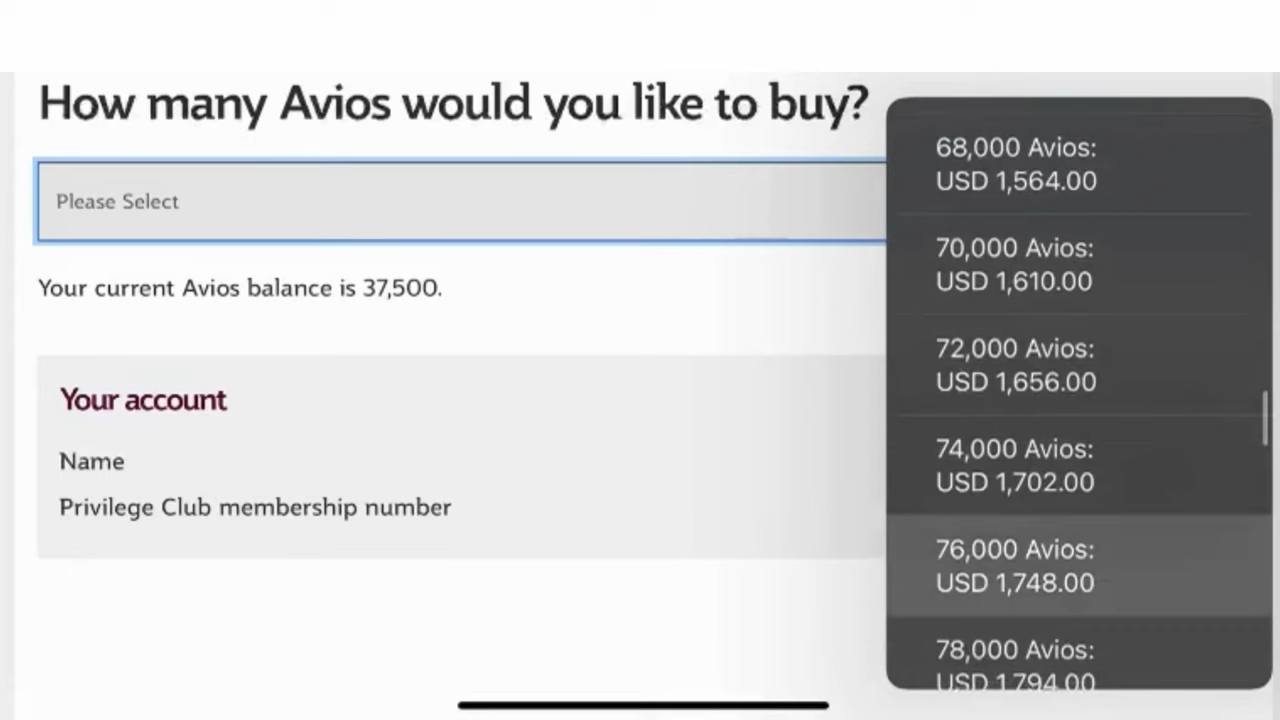 How many Avios would you like to buy?
Please Select
Your current Avios balance is 37,500.
Your account
Name
Privilege Club membership number
68,000 Avios:
USD 1,564.00
70,000 Avios:
USD 1,610.00
72,000 Avios:
USD 1,656.00
74,000 Avios:
USD 1,702.00
76,000 Avios:
USD 1,748.00
78,000 Avios:
USD 1,794.00